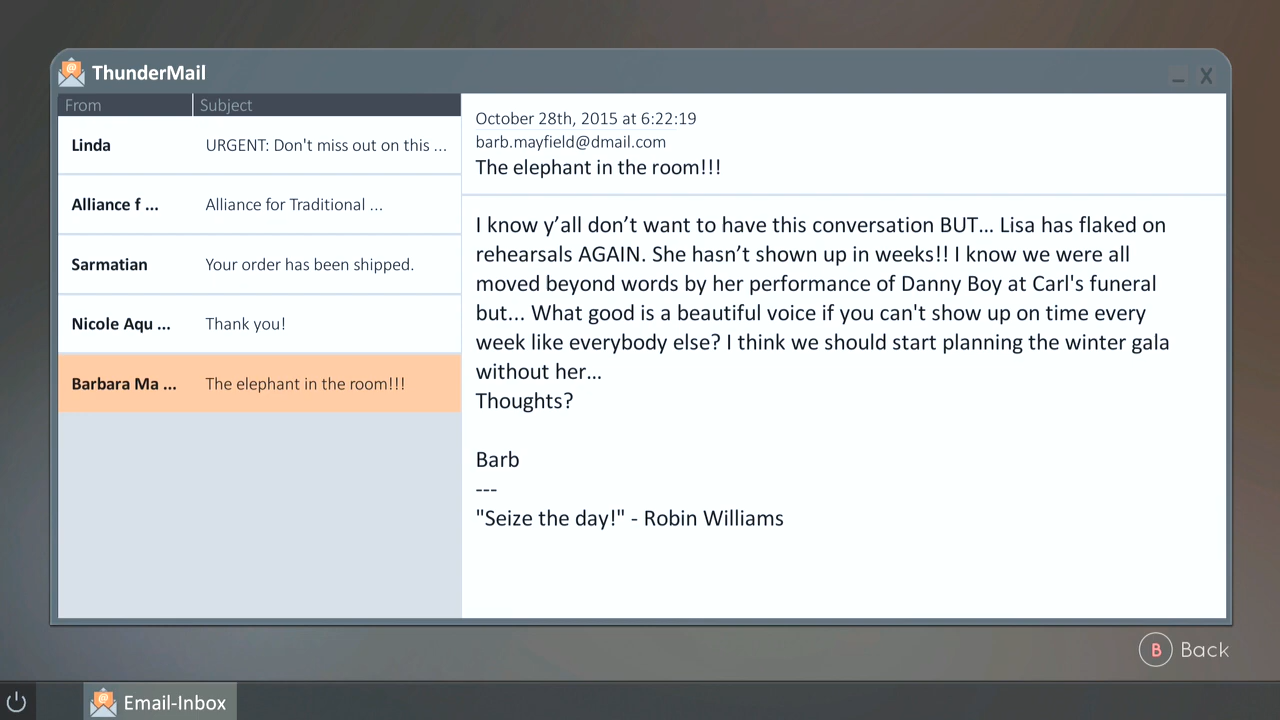 ThunderMail
From Subject
Linda URGENT: Don't miss out on this ...
Alliance f ... Alliance for Traditional ...
Sarmatian Your order has been shipped.
Nicole Aqu ... Thank you!
Barbara Ma ... The elephant in the room!!!
October 28th, 2015 at 6:22:19
barb.mayfield@dmail.com
The elephant in the room!!!
I know y’all don’t want to have this conversation BUT... Lisa has flaked on
rehearsals AGAIN. She hasn’t shown up in weeks!! I know we were all
moved beyond words by her performance of Danny Boy at Carl's funeral
but... What good is a beautiful voice if you can't show up on time every
week like everybody else? I think we should start planning the winter gala
without her...
Thoughts?
Barb
---
"Seize the day!" - Robin Williams
B Back
Email-Inbox